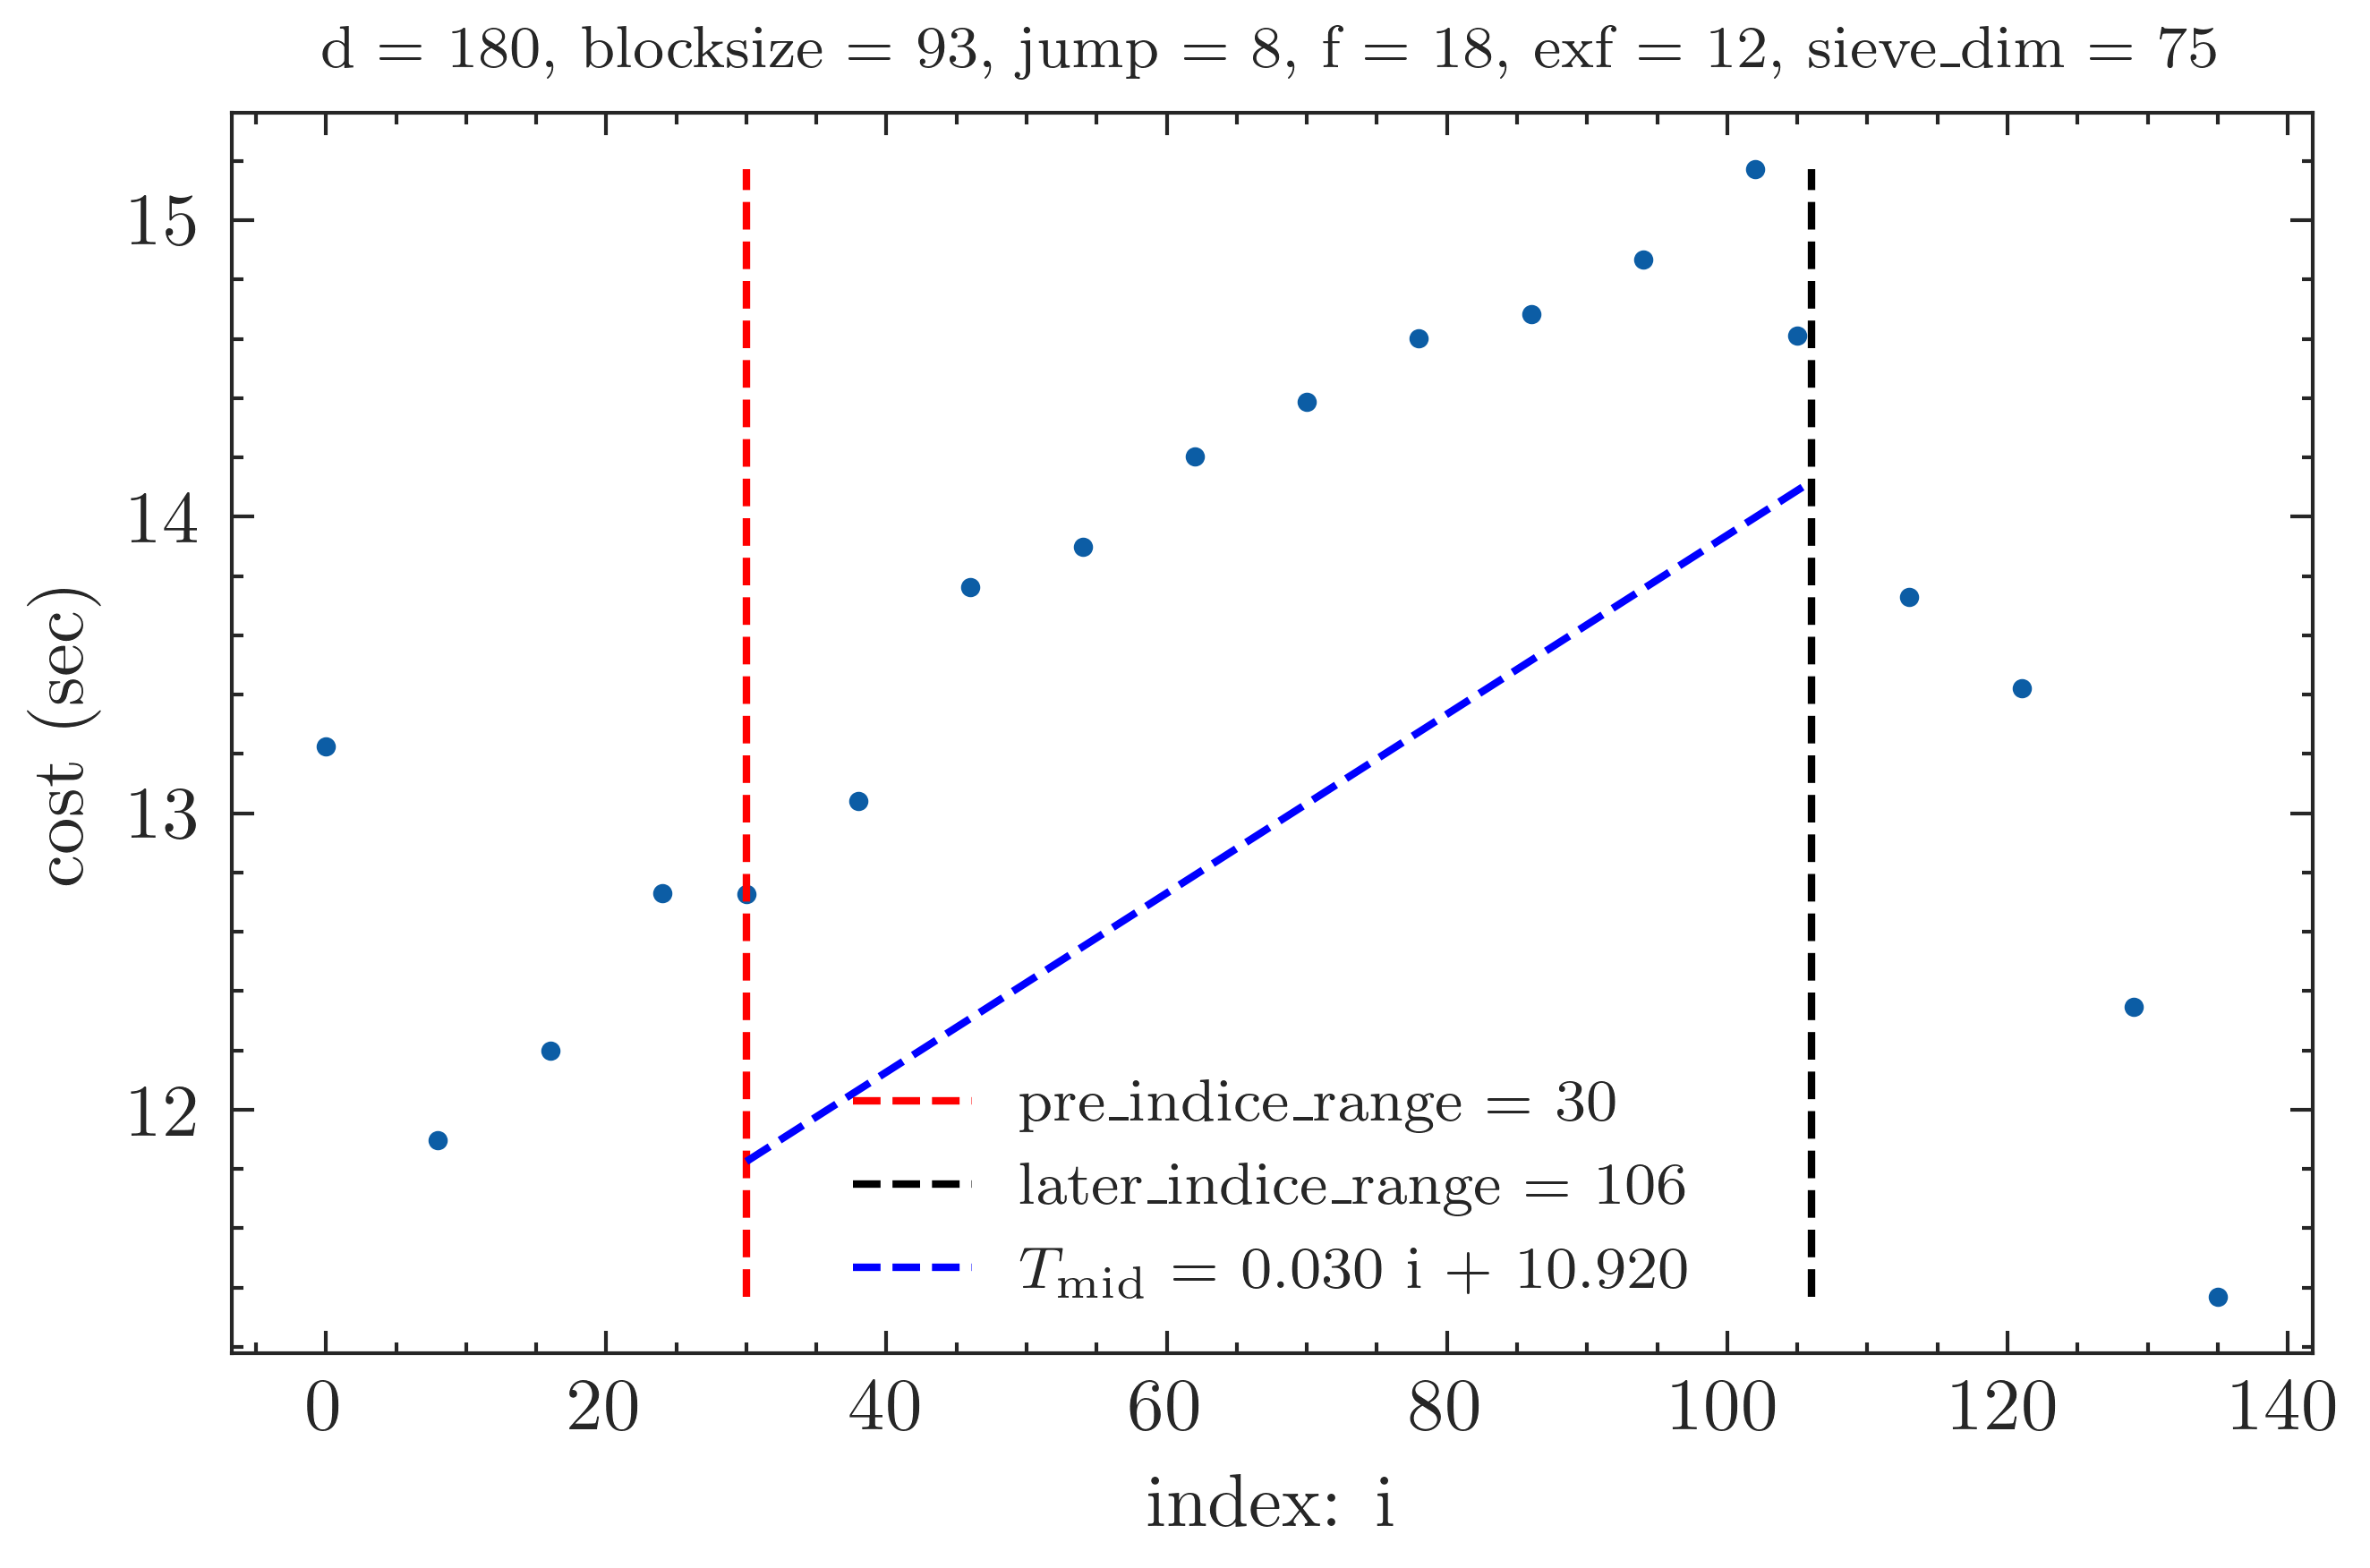 d = 180, blocksize = 93, jump = 8, f = 18, exf = 12, sieve_dim = 75
cost (sec)
15
14
13
12
pre_indice_range = 30
later_indice_range = 106
T_mid = 0.030 i + 10.920
0 20 40 60 80 100 120 140
index: i